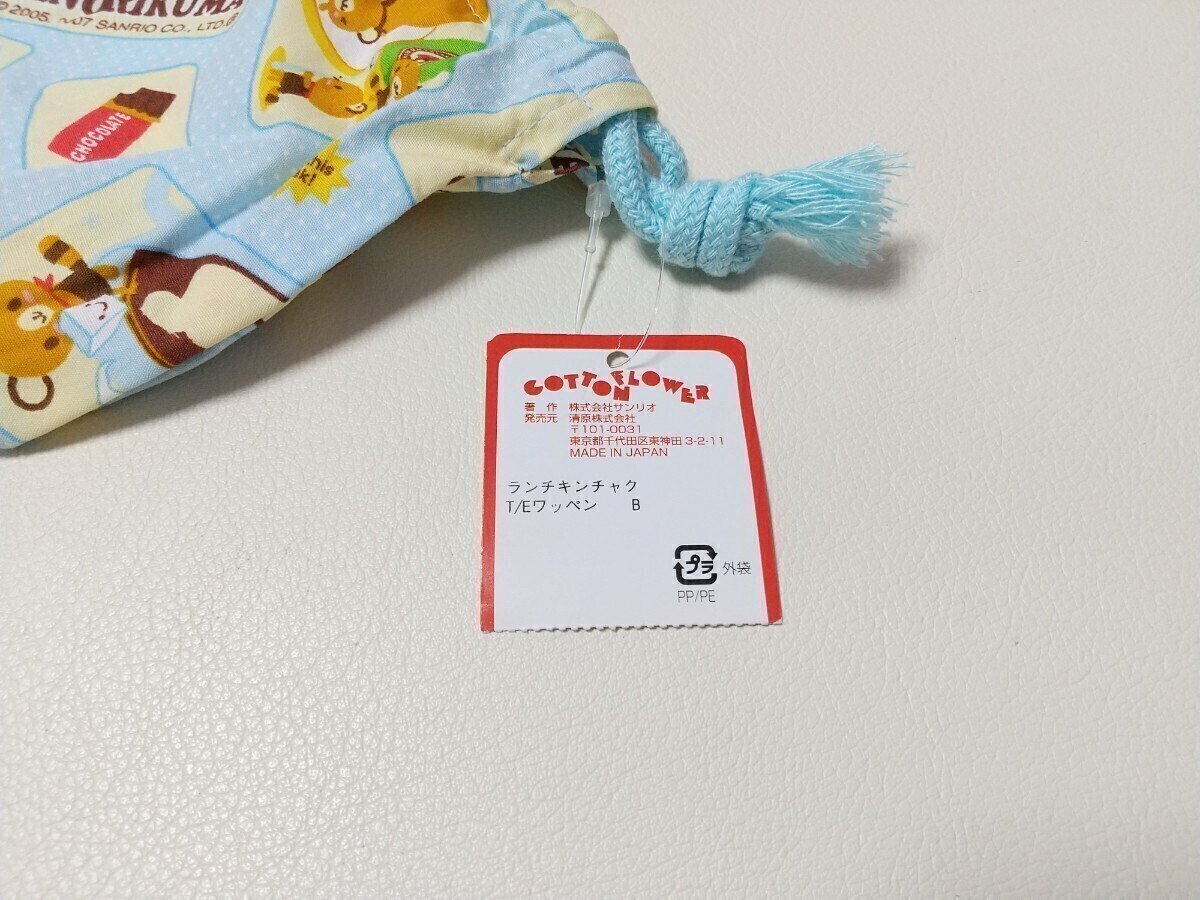 © 2005, 2007 SANRIO CO., LTD.
CHOCOLATE
COTTON FLOWER
著 作 株式会社サンリオ
発売元 清原株式会社
〒101-0031
東京都千代田区東神田 3-2-11
MADE IN JAPAN
ランチキンチャク
T/Eワッペン B
プラ 外袋
PP/PE